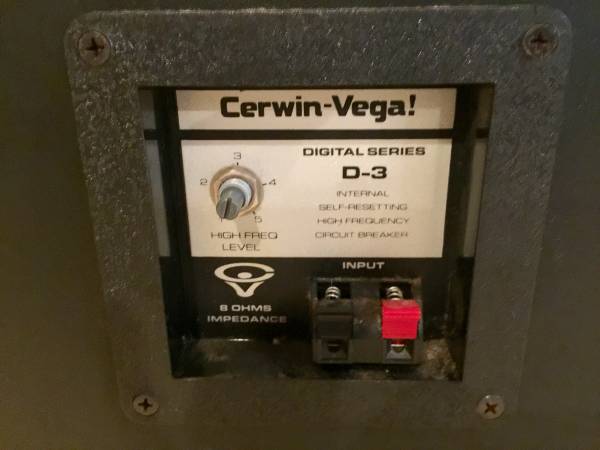 Cerwin-Vega!
DIGITAL SERIES
D-3
INTERNAL
SELF-RESETTING
HIGH FREQUENCY
CIRCUIT BREAKER
2
3
4
5
HIGH FREQ
LEVEL
INPUT
8 OHMS
IMPEDANCE